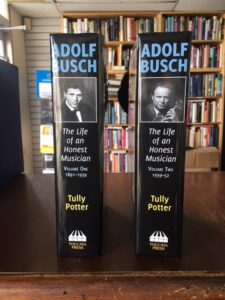 ADOLF
BUSCH
The Life
of an
Honest
Musician
VOLUME ONE
1891–1939
Tully
Potter
TOCCATA
PRESS
ADOLF
BUSCH
The Life
of an
Honest
Musician
VOLUME TWO
1939–52
Tully
Potter
TOCCATA
PRESS